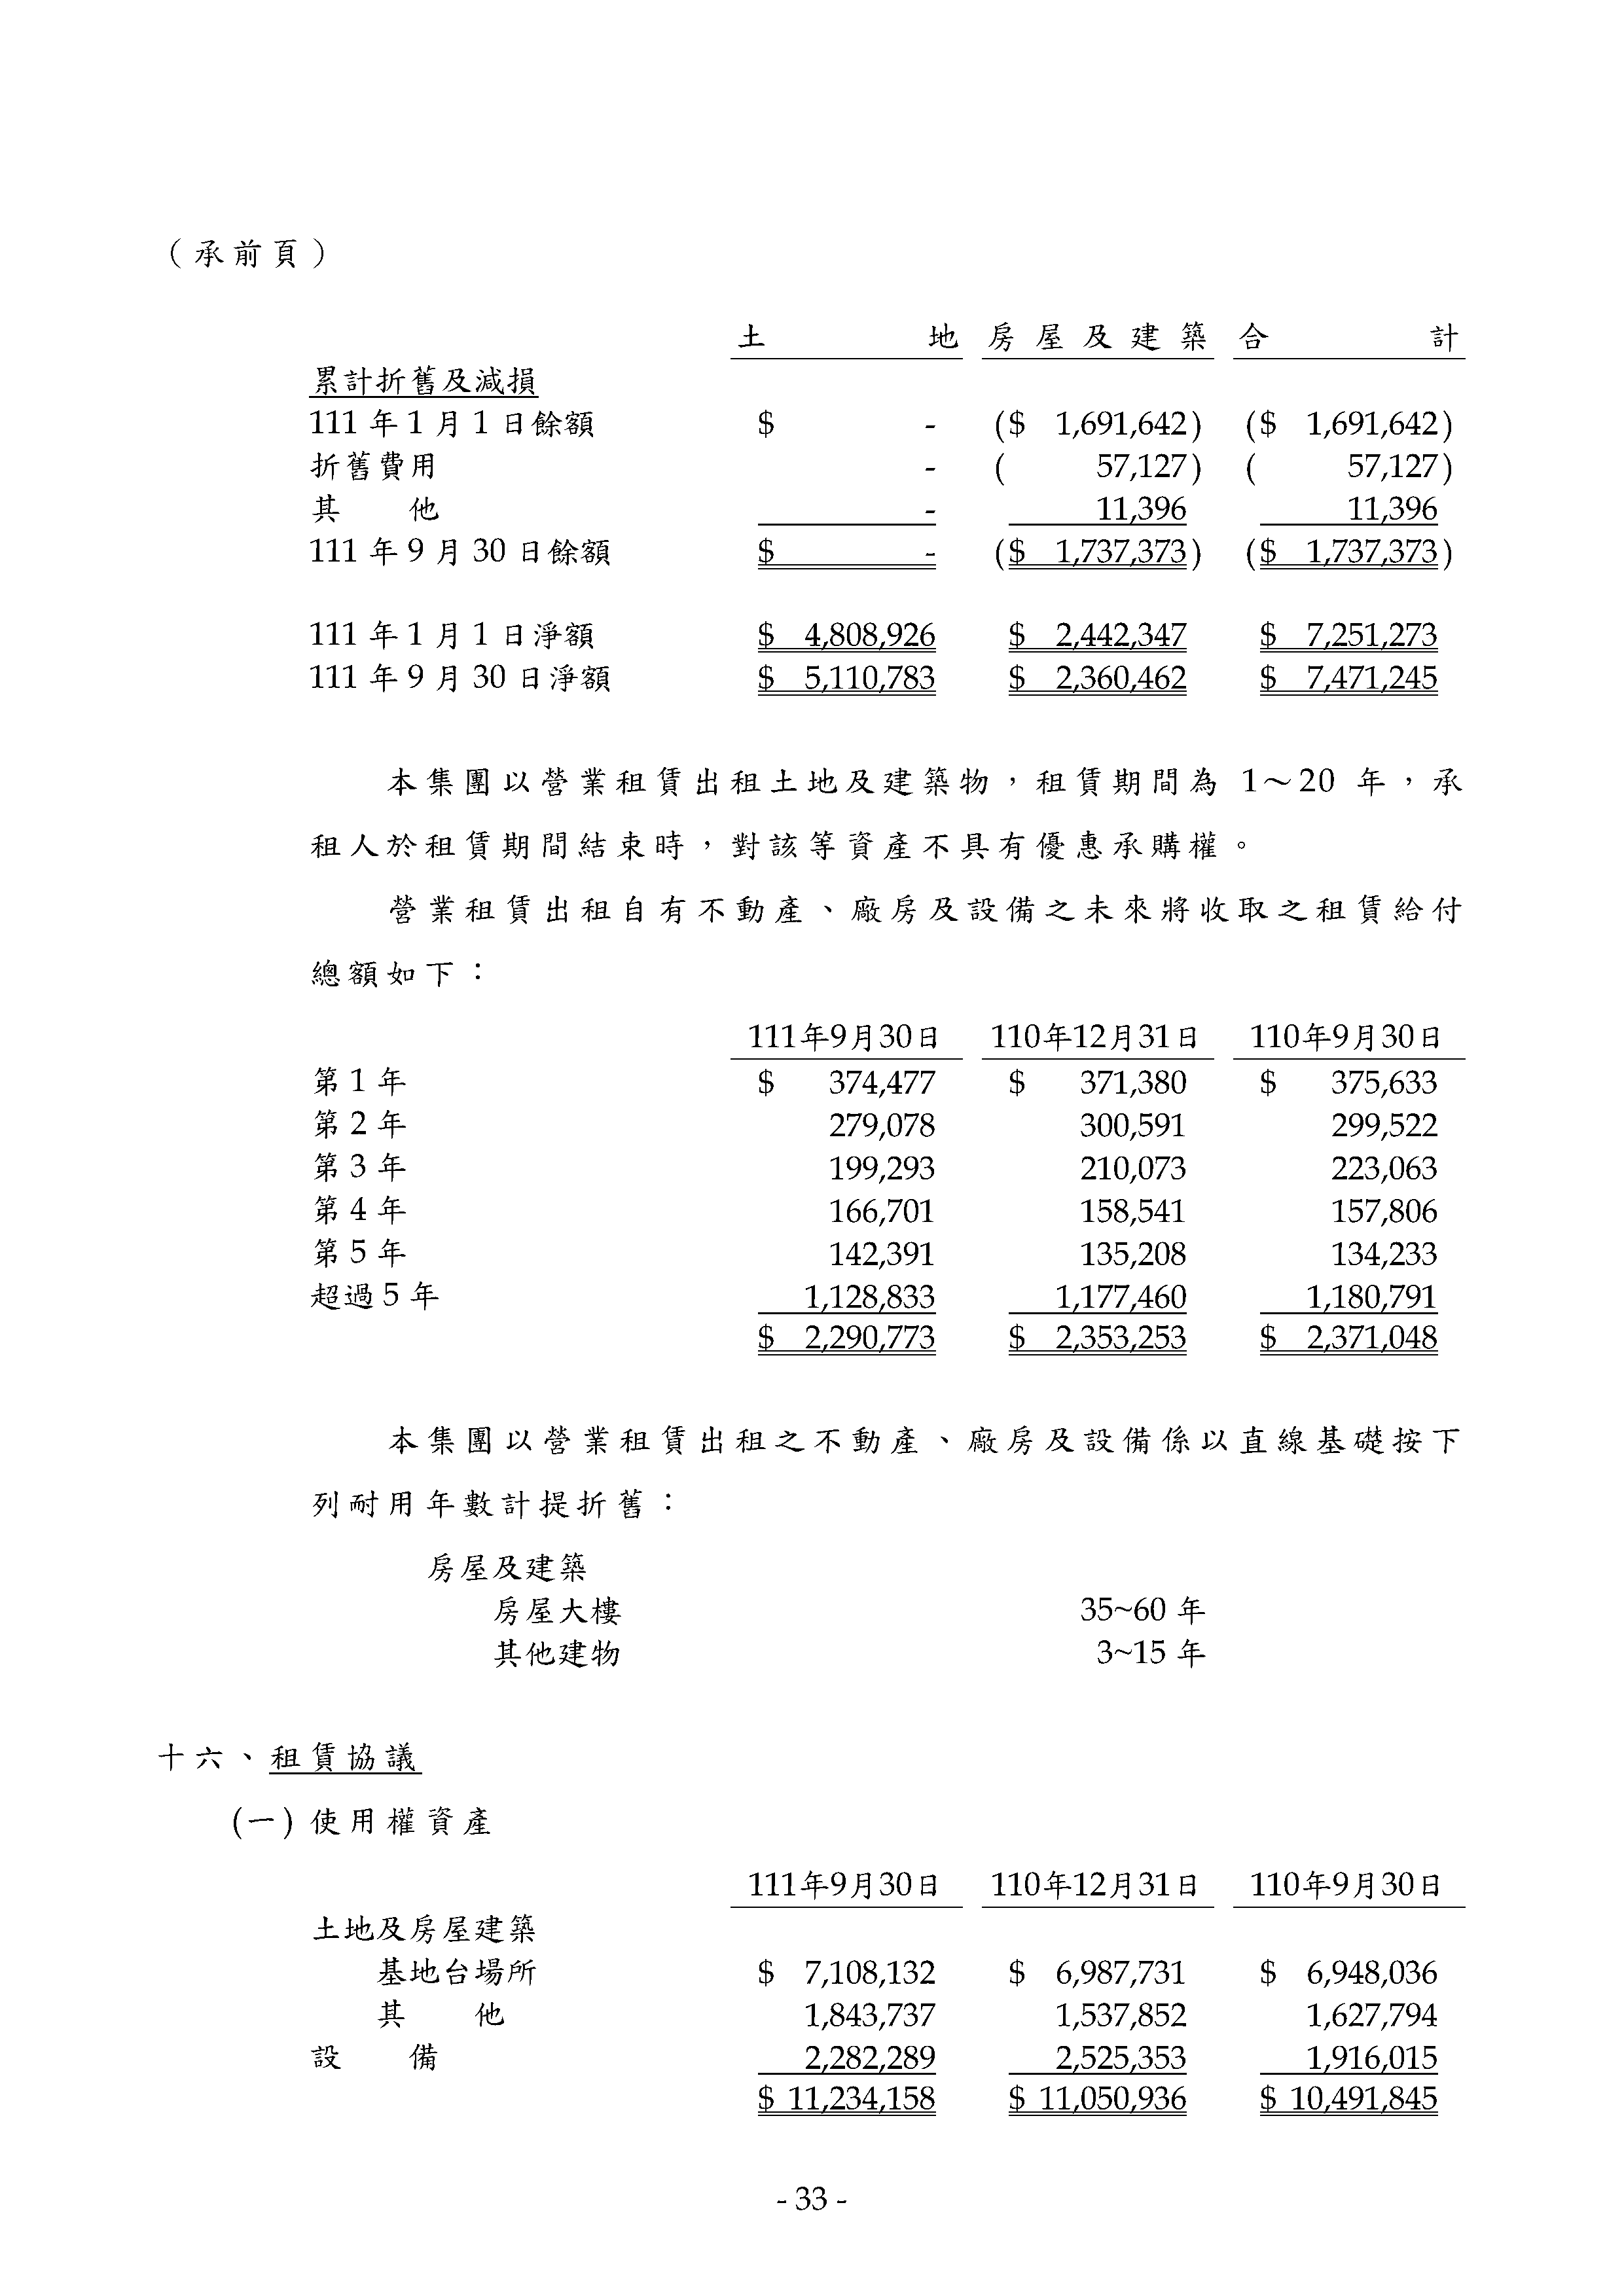 （承前頁）
土地 房屋及建築 合計
累計折舊及減損
111 年 1 月 1 日餘額 $ - ($ 1,691,642) ($ 1,691,642)
折舊費用 - ( 57,127) ( 57,127)
其他 - 11,396 11,396
111 年 9 月 30 日餘額 $ - ($ 1,737,373) ($ 1,737,373)
111 年 1 月 1 日淨額 $ 4,808,926 $ 2,442,347 $ 7,251,273
111 年 9 月 30 日淨額 $ 5,110,783 $ 2,360,462 $ 7,471,245
本集團以營業租賃出租土地及建築物，租賃期間為 1～20 年，承
租人於租賃期間結束時，對該等資產不具有優惠承購權。
營業租賃出租自有不動產、廠房及設備之未來將收取之租賃給付
總額如下：
111年9月30日 110年12月31日 110年9月30日
第 1 年 $ 374,477 $ 371,380 $ 375,633
第 2 年 279,078 300,591 299,522
第 3 年 199,293 210,073 223,063
第 4 年 166,701 158,541 157,806
第 5 年 142,391 135,208 134,233
超過 5 年 1,128,833 1,177,460 1,180,791
$ 2,290,773 $ 2,353,253 $ 2,371,048
本集團以營業租賃出租之不動產、廠房及設備係以直線基礎按下
列耐用年數計提折舊：
房屋及建築
房屋大樓 35~60 年
其他建物 3~15 年
十六、租賃協議
(一) 使用權資產
111年9月30日 110年12月31日 110年9月30日
土地及房屋建築
基地台場所 $ 7,108,132 $ 6,987,731 $ 6,948,036
其他 1,843,737 1,537,852 1,627,794
設備 2,282,289 2,525,353 1,916,015
$ 11,234,158 $ 11,050,936 $ 10,491,845
- 33 -